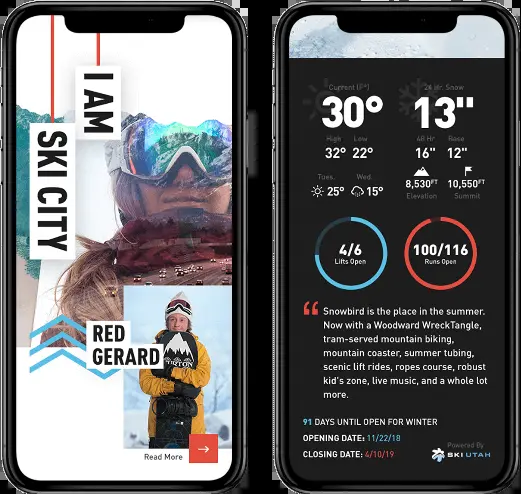 I AM
SKI CITY
RED
GERARD
BURTON
Read More
Current (F°)
24 Hr. Snow
30°
13"
High
Low
48 Hr
Base
32°
22°
16"
12"
Tues.
Wed.
25°
15°
8,530FT
10,550FT
Elevation
Summit
4/6
Lifts Open
100/116
Runs Open
Snowbird is the place in the summer.
Now with a Woodward WreckTangle,
tram-served mountain biking,
mountain coaster, summer tubing,
scenic lift rides, ropes course, robust
kid's zone, live music, and a whole lot
more.
91 DAYS UNTIL OPEN FOR WINTER
OPENING DATE: 11/22/18
CLOSING DATE: 4/10/19
Powered By
SKI UTAH